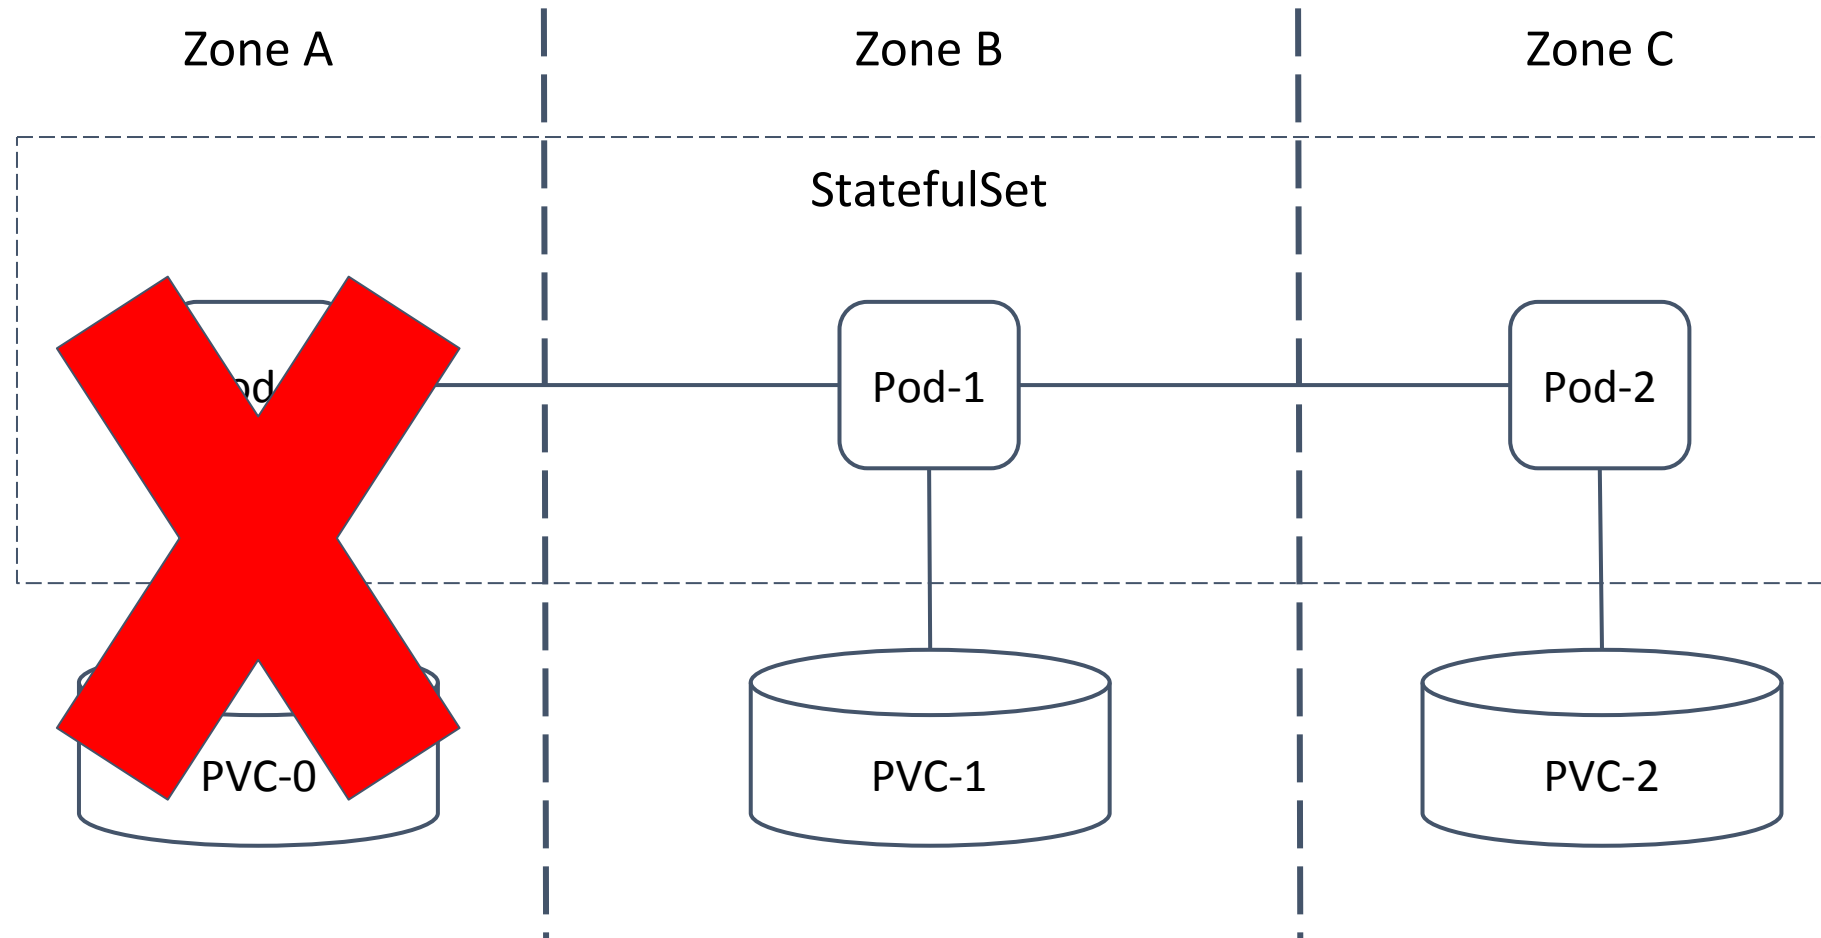 Zone A
Zone B
Zone C
StatefulSet
Pod-1
Pod-2
PVC-0
PVC-1
PVC-2